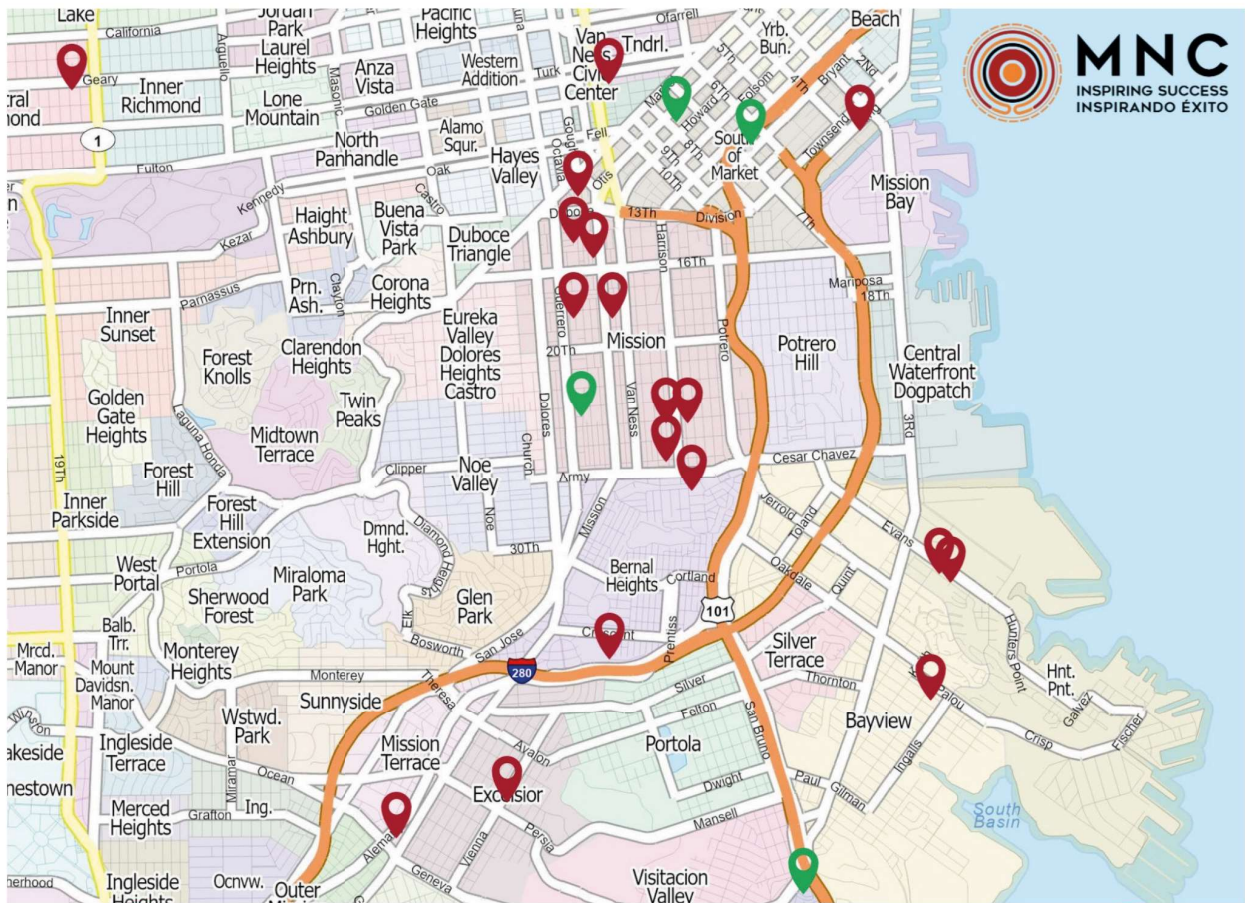 MNC
INSPIRING SUCCESS
INSPIRANDO ÉXITO
Lake
California
Jordan
Park
Laurel
Heights
Pacific
Heights
Van
Ness
Civic
Center
Tndrl.
Ofarrell
Yrb.
Bun.
Beach
Geary
Inner
Richmond
Arguello
Masonic
Anza
Vista
Western
Addition
Turk
Golden Gate
Lone
Mountain
5Th
6Th
4Th
Bryant
2Nd
Folsom
Howard
8Th
9Th
10Th
Townsend
1
Fulton
North
Panhandle
Alamo
Squr.
Fell
Gough
Octavia
Otis
South
of
Market
Hayes
Valley
Oak
Kennedy
Castro
Mission
Bay
Haight
Ashbury
Buena
Vista
Park
Duboce
Triangle
13Th
Division
7Th
Kezar
Harrison
16Th
Parnassus
Prn.
Ash.
Clayton
Corona
Heights
Guerrero
Mariposa
18Th
Inner
Sunset
Forest
Knolls
Clarendon
Heights
Eureka
Valley
Dolores
Heights
Castro
20Th
Mission
Potrero
Potrero
Hill
Central
Waterfront
Dogpatch
Golden
Gate
Heights
Twin
Peaks
Midtown
Terrace
Laguna Honda
Dolores
Van Ness
3Rd
19Th
Forest
Hill
Clipper
Noe
Valley
Church
Army
Cesar Chavez
Inner
Parkside
Forest
Hill
Extension
Dmnd.
Hght.
Diamond Heights
Noe
Mission
Jerrold
Toland
Evans
30Th
West
Portal
Portola
Miraloma
Park
Sherwood
Forest
Elk
Glen
Park
Bernal
Heights
Cortland
Oakdale
Quint
101
Balb.
Trr.
Monterey
Heights
Bosworth
San Jose
Prentiss
Silver
Terrace
Hunters Point
Mrcd.
Manor
Mount
Davidsn.
Manor
Monterey
280
Silver
Thornton
Palou
Hnt.
Pnt.
Galvez
Fischer
Sunnyside
Theresa
Felton
San Bruno
Bayview
Crisp
Wstwd.
Park
Ingleside
Terrace
Miramar
Ocean
Mission
Terrace
Avalon
Portola
Ingalls
Dwight
Paul
Gilman
Ing.
Excelsior
Merced
Heights
Grafton
Vienna
Persia
Mansell
South
Basin
Geneva
Ingleside
Heights
Ocnvw.
Outer
Visitacion
Valley